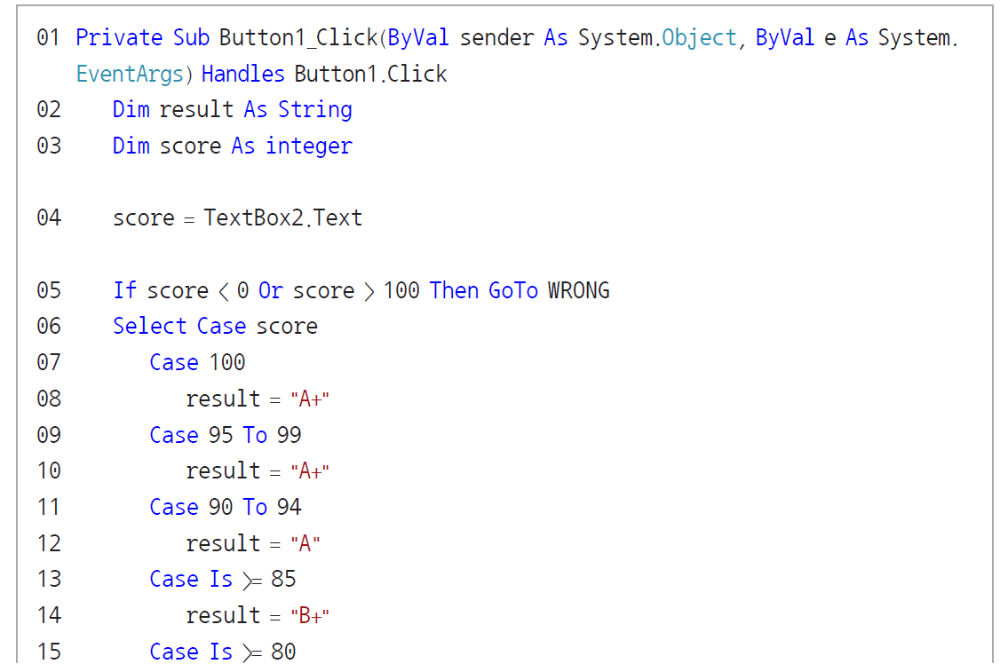 01 Private Sub Button1_Click(ByVal sender As System.Object, ByVal e As System.
EventArgs) Handles Button1.Click
02 Dim result As String
03 Dim score As integer
04 score = TextBox2.Text
05 If score < 0 Or score > 100 Then GoTo WRONG
06 Select Case score
07 Case 100
08 result = "A+"
09 Case 95 To 99
10 result = "A+"
11 Case 90 To 94
12 result = "A"
13 Case Is >= 85
14 result = "B+"
15 Case Is >= 80